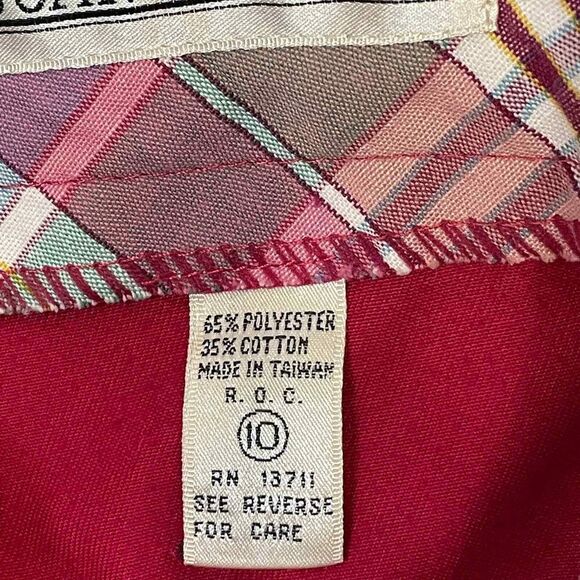 65% POLYESTER
35% COTTON
MADE IN TAIWAN
R. O. C.
10
RN 13711
SEE REVERSE
FOR CARE